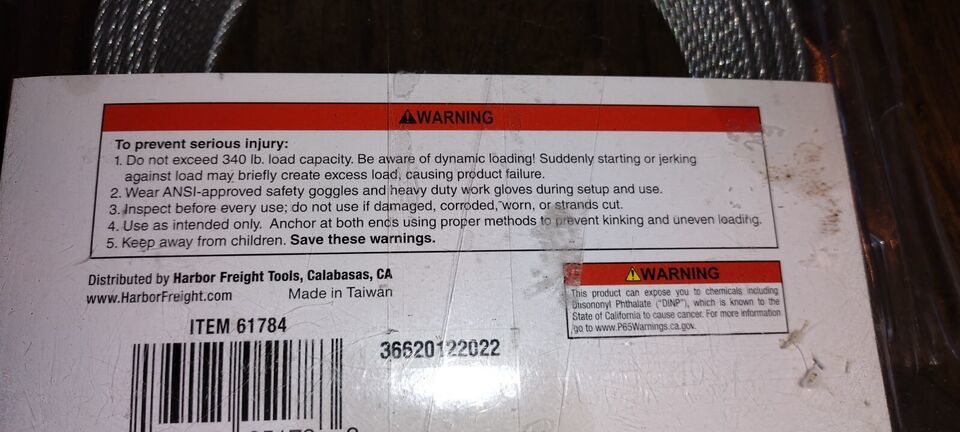 ⚠WARNING
To prevent serious injury:
1. Do not exceed 340 lb. load capacity. Be aware of dynamic loading! Suddenly starting or jerking
against load may briefly create excess load, causing product failure.
2. Wear ANSI-approved safety goggles and heavy duty work gloves during setup and use.
3. Inspect before every use; do not use if damaged, corroded, worn, or strands cut.
4. Use as intended only. Anchor at both ends using proper methods to prevent kinking and uneven loading.
5. Keep away from children. Save these warnings.
Distributed by Harbor Freight Tools, Calabasas, CA
www.HarborFreight.com Made in Taiwan
ITEM 61784
36620122022
⚠WARNING
This product can expose you to chemicals including
Diisononyl Phthalate ("DINP"), which is known to the
State of California to cause cancer. For more information
go to www.P65Warnings.ca.gov.